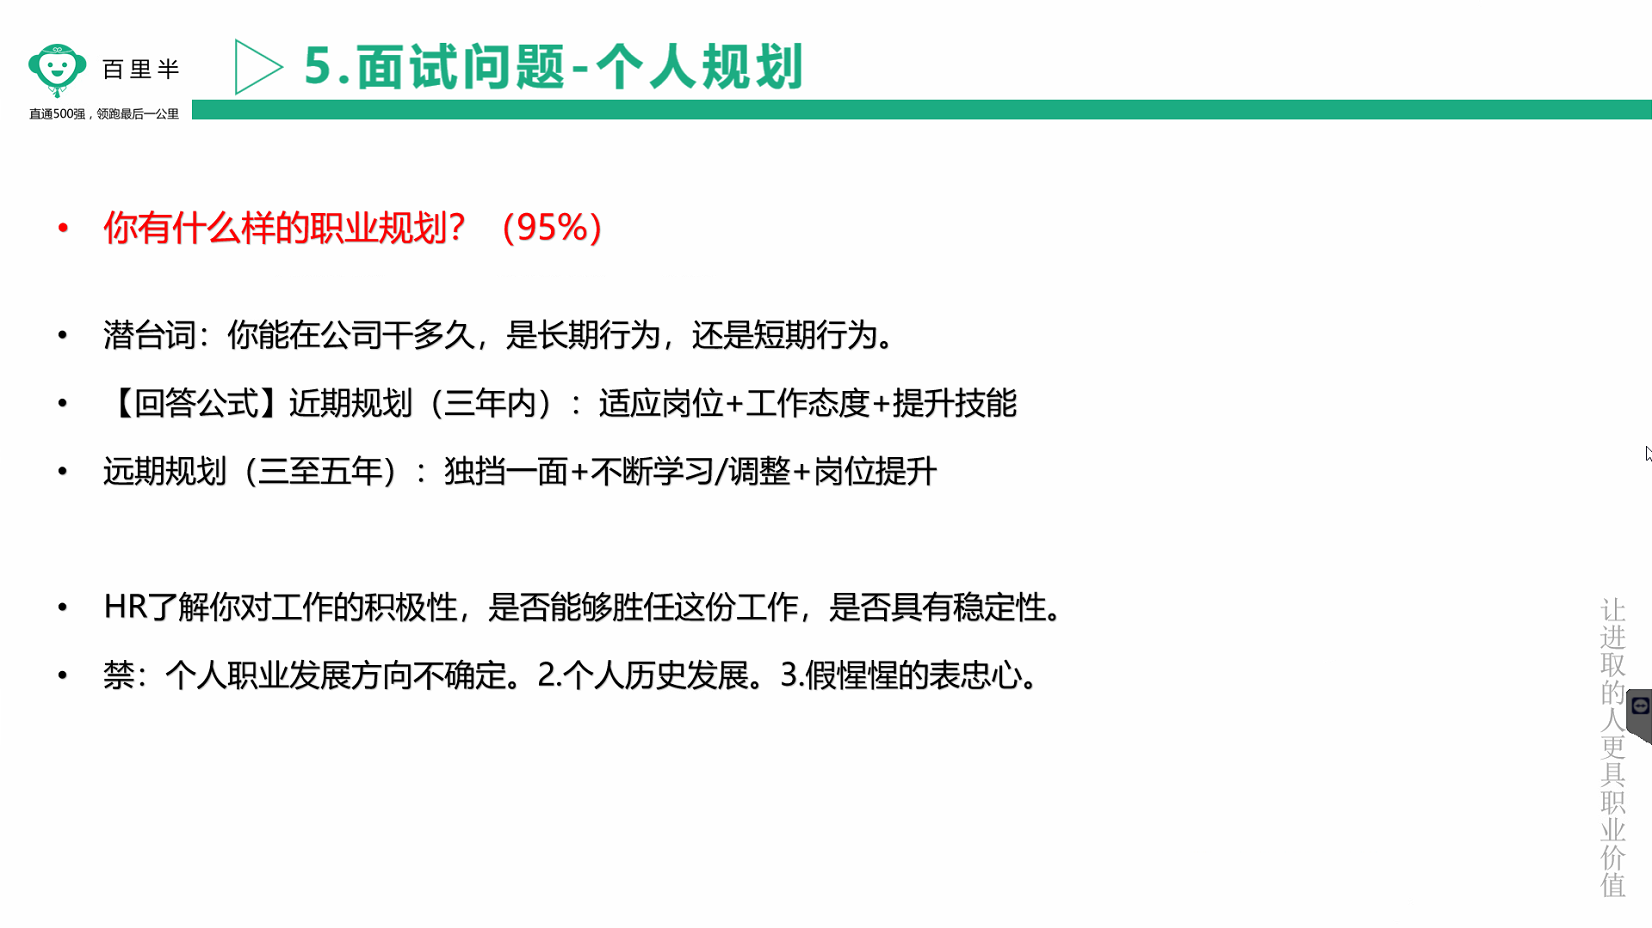 百里半
直通500强，领跑最后一公里
5.面试问题-个人规划
• 你有什么样的职业规划？（95%）
• 潜台词：你能在公司干多久，是长期行为，还是短期行为。
• 【回答公式】近期规划（三年内）：适应岗位+工作态度+提升技能
• 远期规划（三至五年）：独挡一面+不断学习/调整+岗位提升
• HR了解你对工作的积极性，是否能够胜任这份工作，是否具有稳定性。
• 禁：个人职业发展方向不确定。2.个人历史发展。3.假惺惺的表忠心。
让进取的人更具职业价值